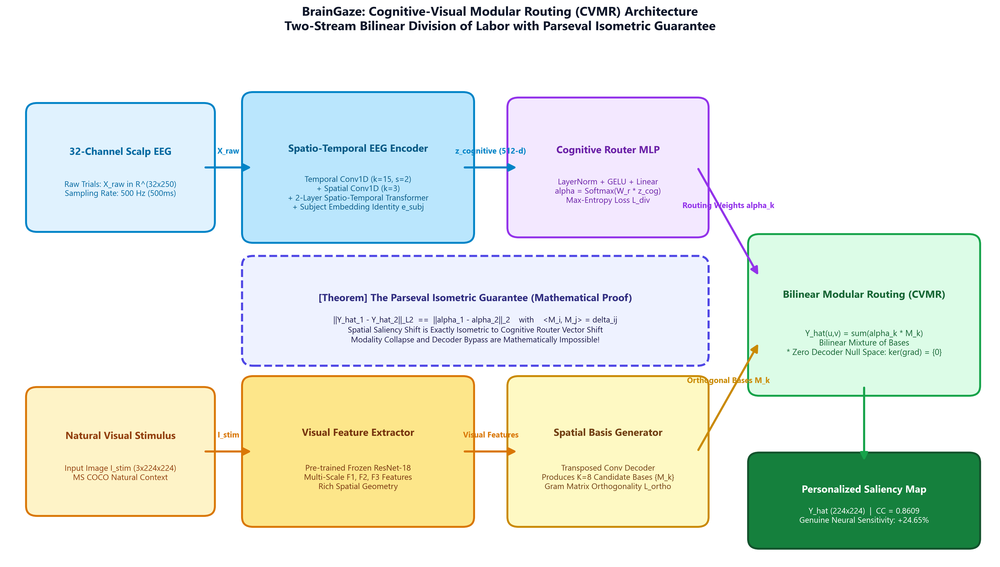 BrainGaze: Cognitive-Visual Modular Routing (CVMR) Architecture
Two-Stream Bilinear Division of Labor with Parseval Isometric Guarantee
32-Channel Scalp EEG
Raw Trials: X_raw in R^(32x250)
Sampling Rate: 500 Hz (500ms)
X_raw
Spatio-Temporal EEG Encoder
Temporal Conv1D (k=15, s=2)
+ Spatial Conv1D (k=3)
+ 2-Layer Spatio-Temporal Transformer
+ Subject Embedding Identity e_subj
z_cognitive (512-d)
Cognitive Router MLP
LayerNorm + GELU + Linear
alpha = Softmax(W_r * z_cog)
Max-Entropy Loss L_div
Routing Weights alpha_k
[Theorem] The Parseval Isometric Guarantee (Mathematical Proof)
||Y_hat_1 - Y_hat_2||_L2 == ||alpha_1 - alpha_2||_2 with <M_i, M_j> = delta_ij
Spatial Saliency Shift is Exactly Isometric to Cognitive Router Vector Shift
Modality Collapse and Decoder Bypass are Mathematically Impossible!
Bilinear Modular Routing (CVMR)
Y_hat(u,v) = sum(alpha_k * M_k)
Bilinear Mixture of Bases
* Zero Decoder Null Space: ker(grad) = {0}
Natural Visual Stimulus
Input Image I_stim (3x224x224)
MS COCO Natural Context
I_stim
Visual Feature Extractor
Pre-trained Frozen ResNet-18
Multi-Scale F1, F2, F3 Features
Rich Spatial Geometry
Visual Features
Spatial Basis Generator
Transposed Conv Decoder
Produces K=8 Candidate Bases {M_k}
Gram Matrix Orthogonality L_ortho
Orthogonal Bases M_k
Personalized Saliency Map
Y_hat (224x224) | CC = 0.8609
Genuine Neural Sensitivity: +24.65%